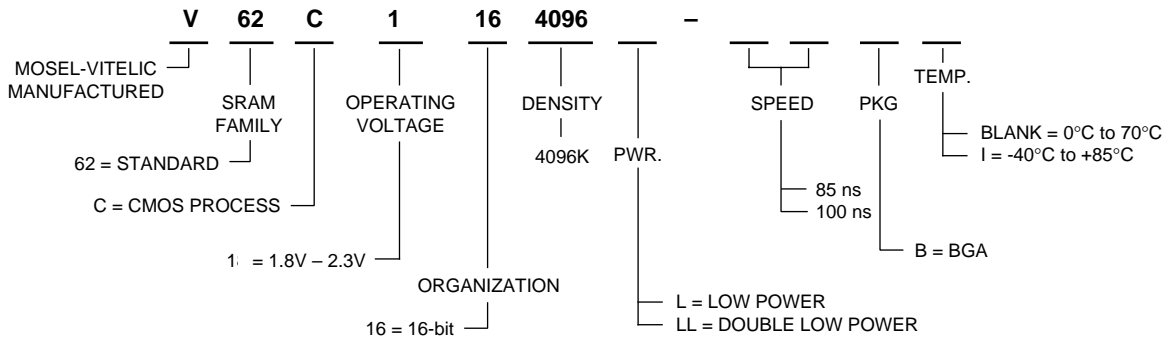 V 62 C 1 16 4096 –
MOSEL-VITELIC
MANUFACTURED
SRAM
FAMILY
62 = STANDARD
C = CMOS PROCESS
OPERATING
VOLTAGE
1 = 1.8V – 2.3V
ORGANIZATION
16 = 16-bit
DENSITY
4096K
PWR.
L = LOW POWER
LL = DOUBLE LOW POWER
SPEED
85 ns
100 ns
PKG
B = BGA
TEMP.
BLANK = 0°C to 70°C
I = -40°C to +85°C